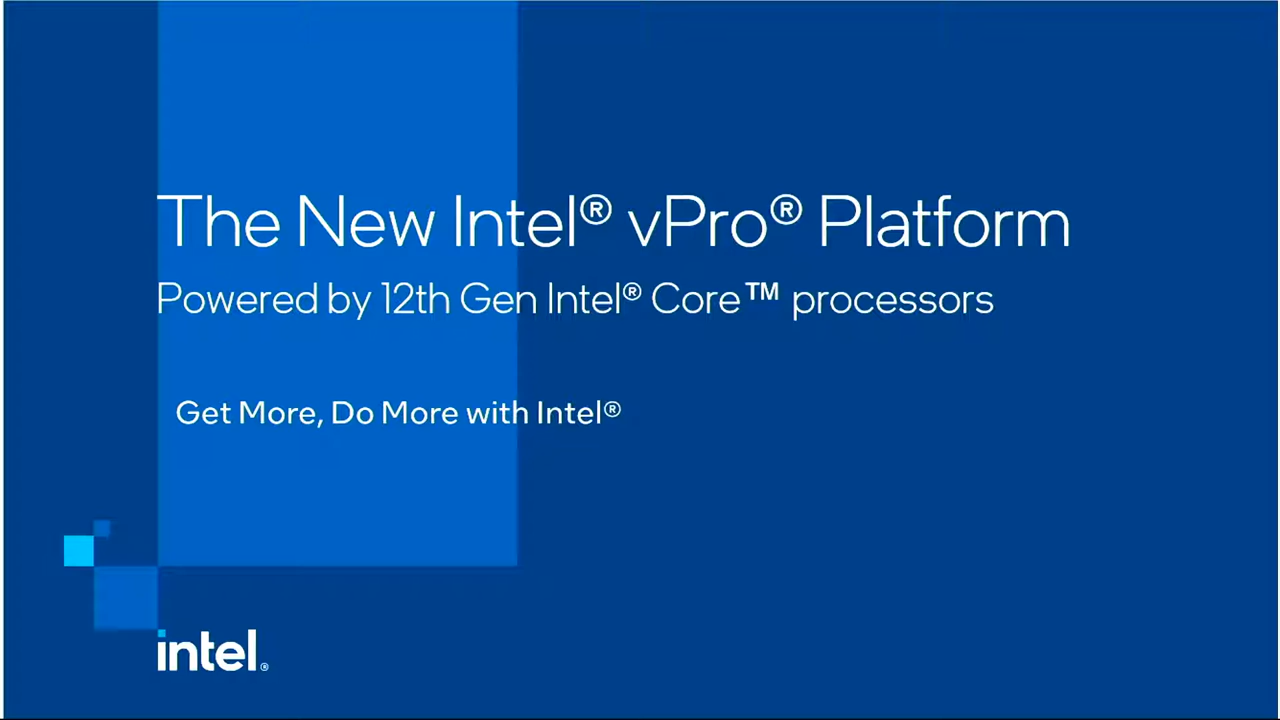 The New Intel® vPro® Platform
Powered by 12th Gen Intel® Core™ processors
Get More, Do More with Intel®
intel®